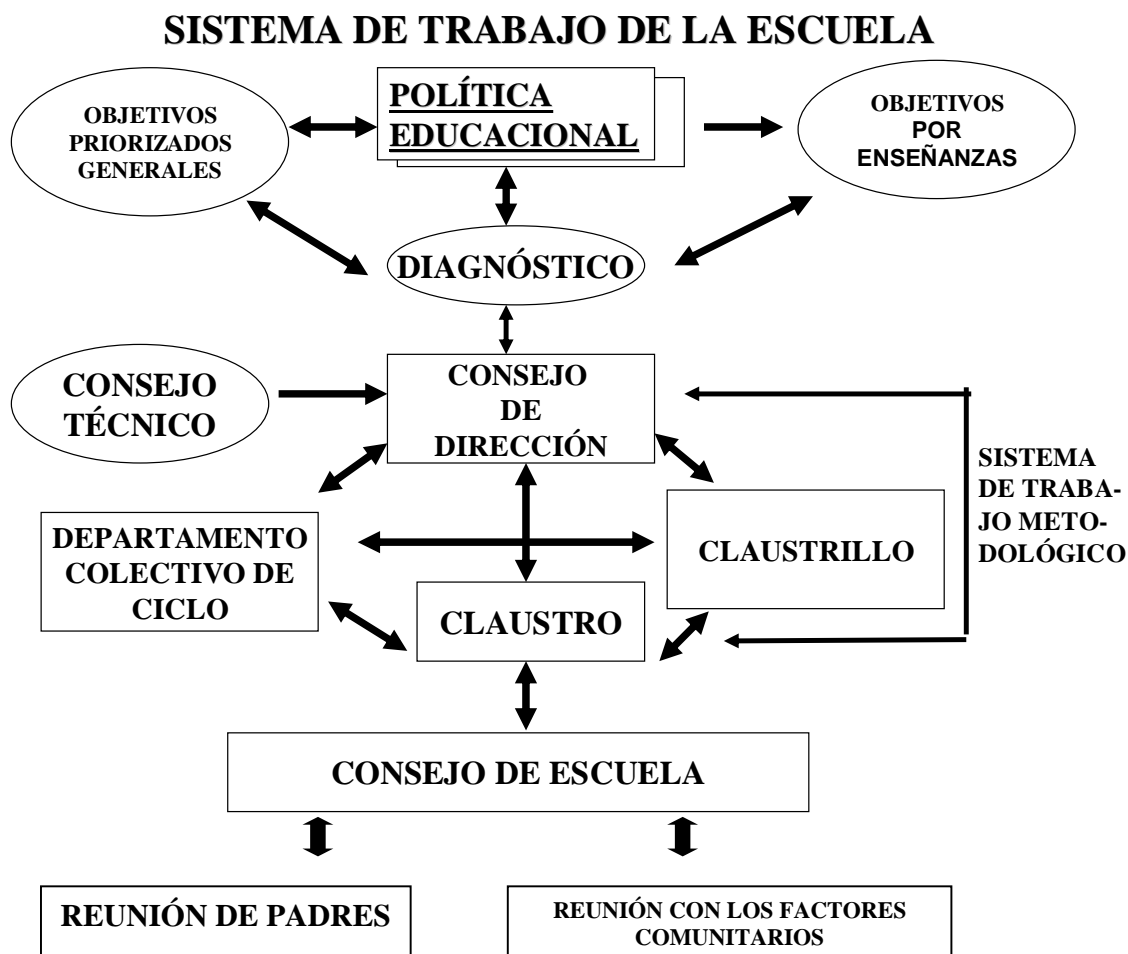 SISTEMA DE TRABAJO DE LA ESCUELA
OBJETIVOS
PRIORIZADOS
GENERALES
POLÍTICA
EDUCACIONAL
OBJETIVOS
POR
ENSEÑANZAS
DIAGNÓSTICO
CONSEJO
TÉCNICO
CONSEJO
DE
DIRECCIÓN
SISTEMA
DE TRABA-
JO METO-
DOLÓGICO
DEPARTAMENTO
COLECTIVO DE
CICLO
CLAUSTRILLO
CLAUSTRO
CONSEJO DE ESCUELA
REUNIÓN DE PADRES
REUNIÓN CON LOS FACTORES
COMUNITARIOS